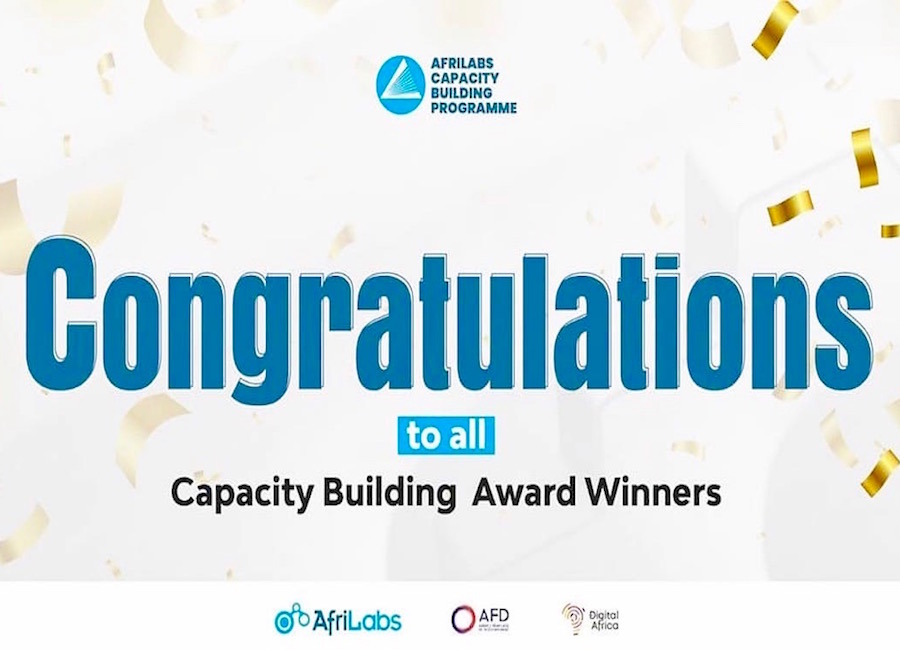 AFRILABS
CAPACITY
BUILDING
PROGRAMME
Congratulations
to all
Capacity Building Award Winners
AfriLabs
AFD
Digital
Africa